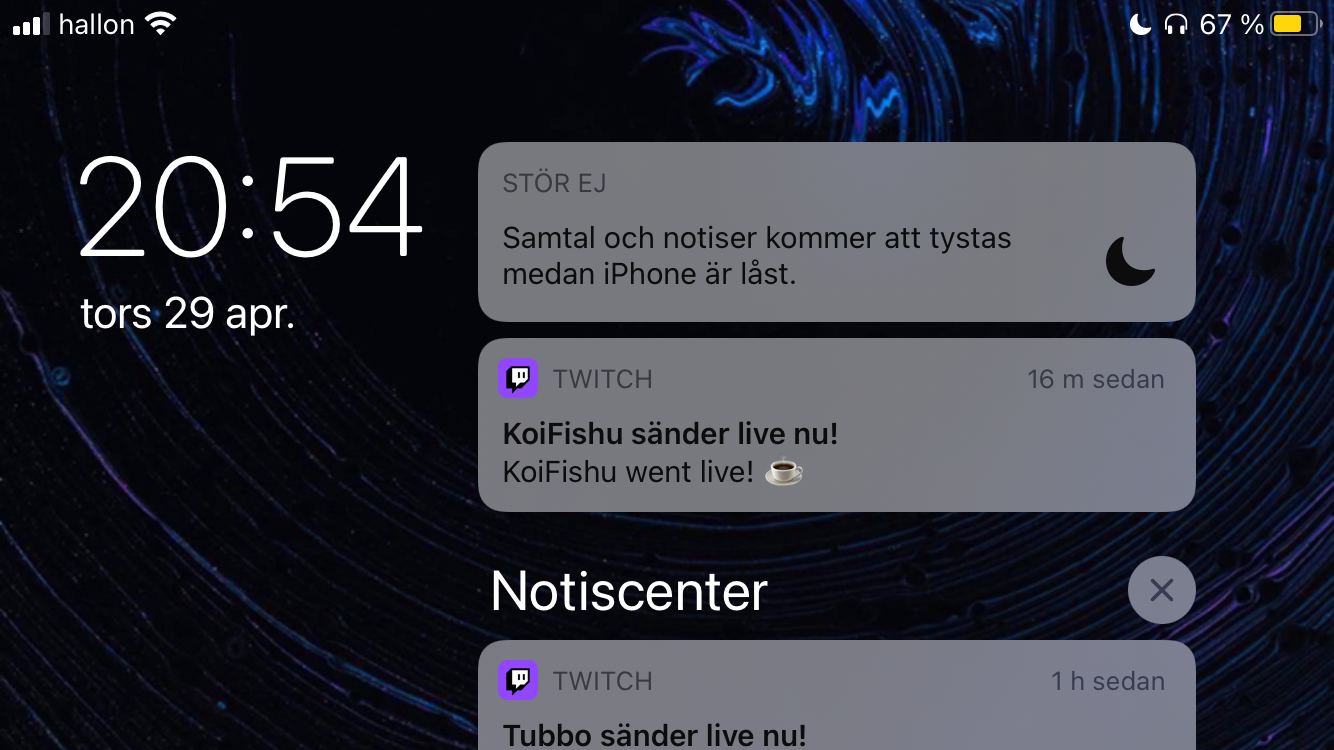 hallon
67 %
20:54
tors 29 apr.
STÖR EJ
Samtal och notiser kommer att tystas
medan iPhone är låst.
TWITCH
16 m sedan
KoiFishu sänder live nu!
KoiFishu went live! ☕
Notiscenter
TWITCH
1 h sedan
Tubbo sänder live nu!